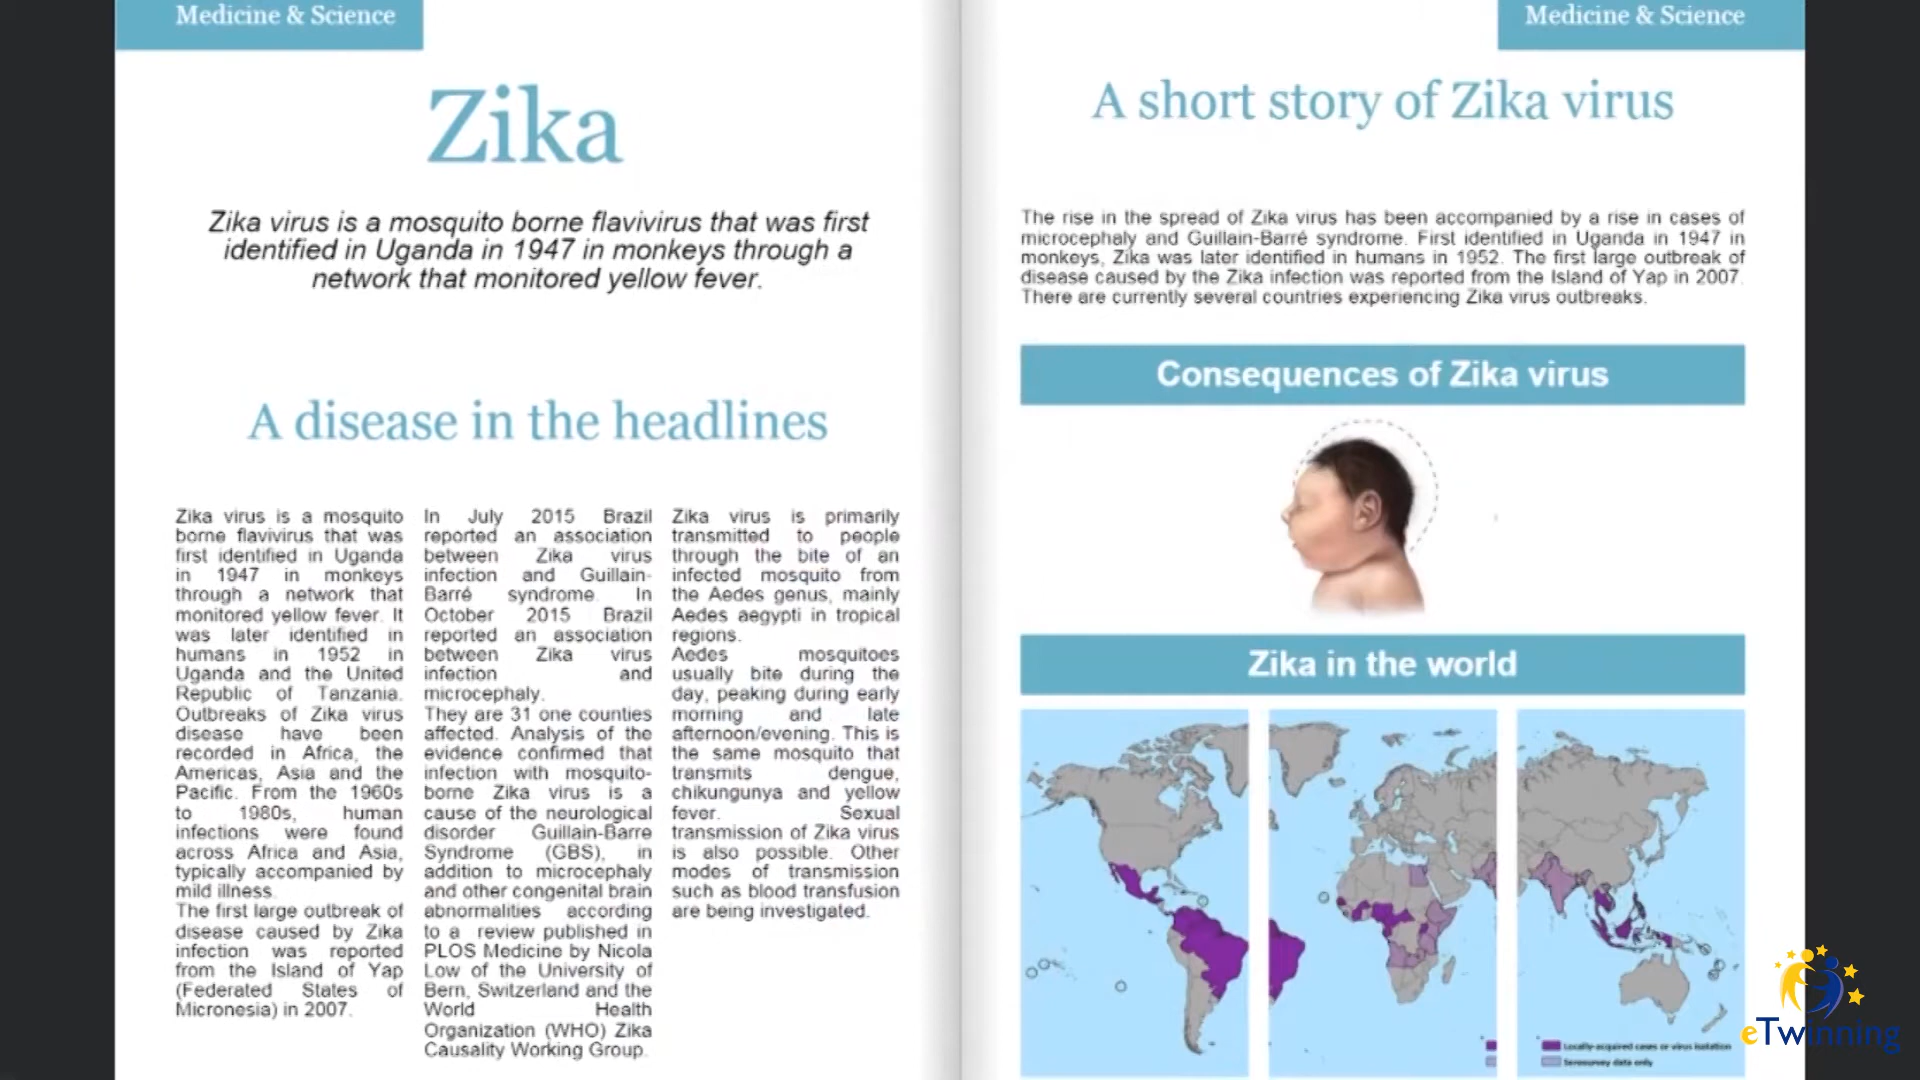 Medicine & Science
Zika
Zika virus is a mosquito borne flavivirus that was first
identified in Uganda in 1947 in monkeys through a
network that monitored yellow fever.
A disease in the headlines
Zika virus is a mosquito
borne flavivirus that was
first identified in Uganda
in 1947 in monkeys
through a network that
monitored yellow fever. It
was later identified in
humans in 1952 in
Uganda and the United
Republic of Tanzania.
Outbreaks of Zika virus
disease have been
recorded in Africa, the
Americas, Asia and the
Pacific. From the 1960s
to 1980s, human
infections were found
across Africa and Asia,
typically accompanied by
mild illness.
The first large outbreak of
disease caused by Zika
infection was reported
from the Island of Yap
(Federated States of
Micronesia) in 2007.
In July 2015 Brazil
reported an association
between Zika virus
infection and Guillain-
Barré syndrome. In
October 2015 Brazil
reported an association
between Zika virus
infection and
microcephaly.
They are 31 one counties
affected. Analysis of the
evidence confirmed that
infection with mosquito-
borne Zika virus is a
cause of the neurological
disorder Guillain-Barre
Syndrome (GBS), in
addition to microcephaly
and other congenital brain
abnormalities according
to a review published in
PLOS Medicine by Nicola
Low of the University of
Bern, Switzerland and the
World Health
Organization (WHO) Zika
Causality Working Group.
Zika virus is primarily
transmitted to people
through the bite of an
infected mosquito from
the Aedes genus, mainly
Aedes aegypti in tropical
regions.
Aedes mosquitoes
usually bite during the
day, peaking during early
morning and late
afternoon/evening. This is
the same mosquito that
transmits dengue,
chikungunya and yellow
fever. Sexual
transmission of Zika virus
is also possible. Other
modes of transmission
such as blood transfusion
are being investigated.
Medicine & Science
A short story of Zika virus
The rise in the spread of Zika virus has been accompanied by a rise in cases of
microcephaly and Guillain-Barré syndrome. First identified in Uganda in 1947 in
monkeys, Zika was later identified in humans in 1952. The first large outbreak of
disease caused by the Zika infection was reported from the Island of Yap in 2007.
There are currently several countries experiencing Zika virus outbreaks.
Consequences of Zika virus
Zika in the world
Locally-acquired cases or virus isolation
Serosurvey data only
eTwinning